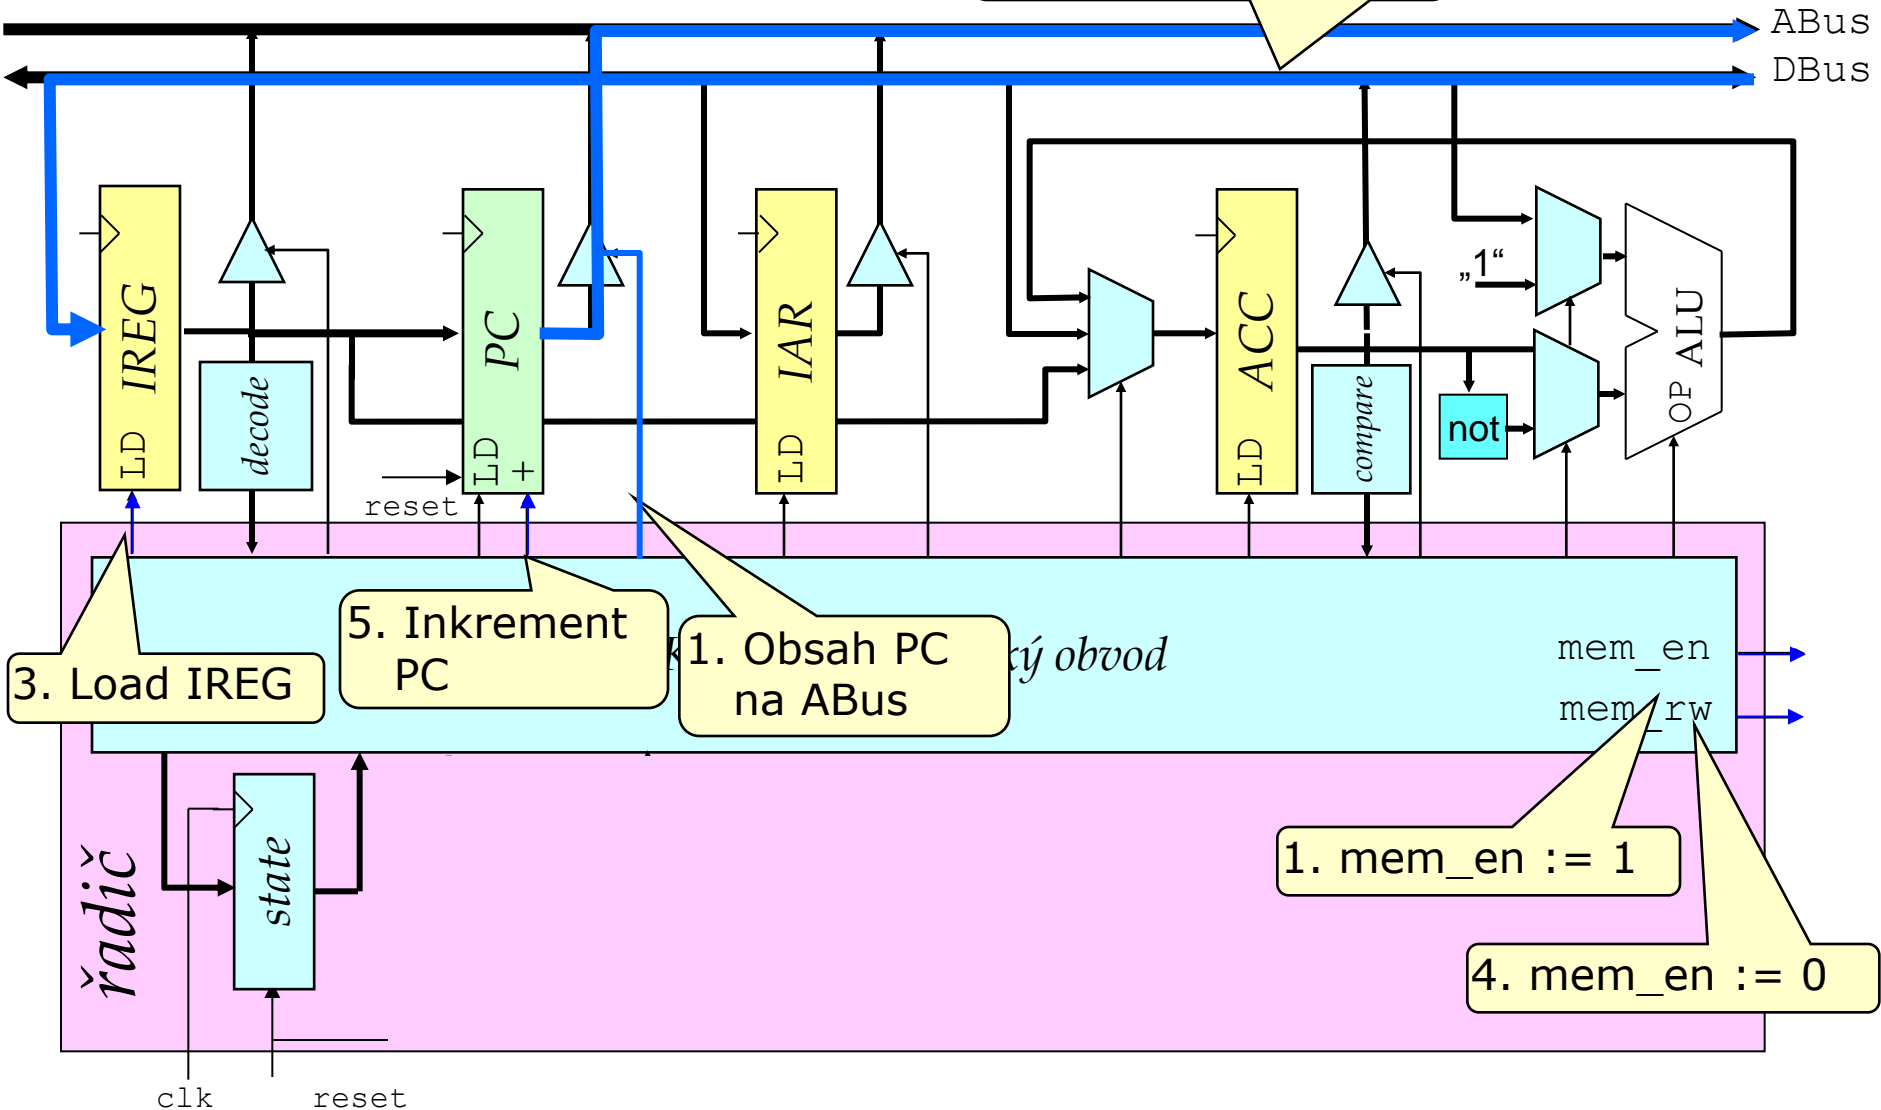 ABus
DBus
„1“
IREG
LD
decode
PC
LD
+
reset
IAR
LD
ACC
LD
compare
not
ALU
OP
3. Load IREG
5. Inkrement
PC
1. Obsah PC
na ABus
ký obvod
mem_en
mem_rw
1. mem_en := 1
4. mem_en := 0
řadič
state
clk
reset